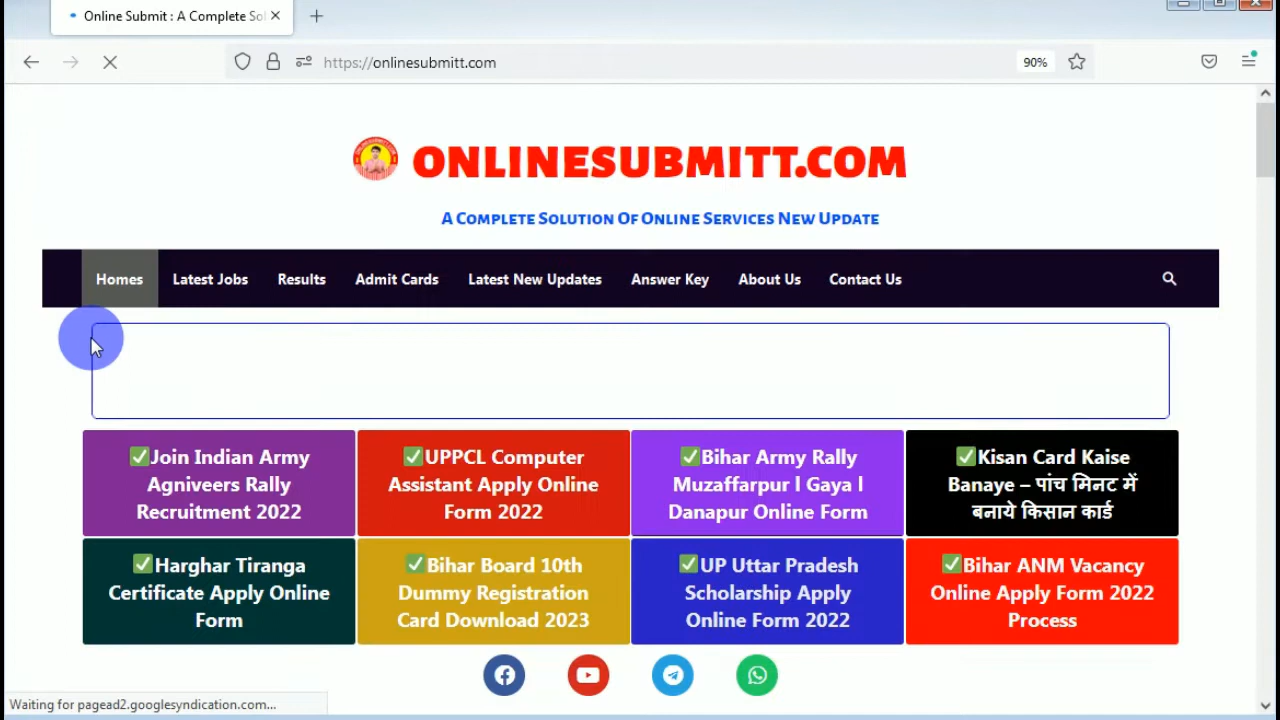 Online Submit : A Complete Sol
https://onlinesubmitt.com
90%
ONLINESUBMITT.COM
A Complete Solution Of Online Services New Update
Homes
Latest Jobs
Results
Admit Cards
Latest New Updates
Answer Key
About Us
Contact Us
✅Join Indian Army
Agniveers Rally
Recruitment 2022
✅UPPCL Computer
Assistant Apply Online
Form 2022
✅Bihar Army Rally
Muzaffarpur l Gaya l
Danapur Online Form
✅Kisan Card Kaise
Banaye – पांच मिनट में
बनाये किसान कार्ड
✅Harghar Tiranga
Certificate Apply Online
Form
✅Bihar Board 10th
Dummy Registration
Card Download 2023
✅UP Uttar Pradesh
Scholarship Apply
Online Form 2022
✅Bihar ANM Vacancy
Online Apply Form 2022
Process
Waiting for pagead2.googlesyndication.com...